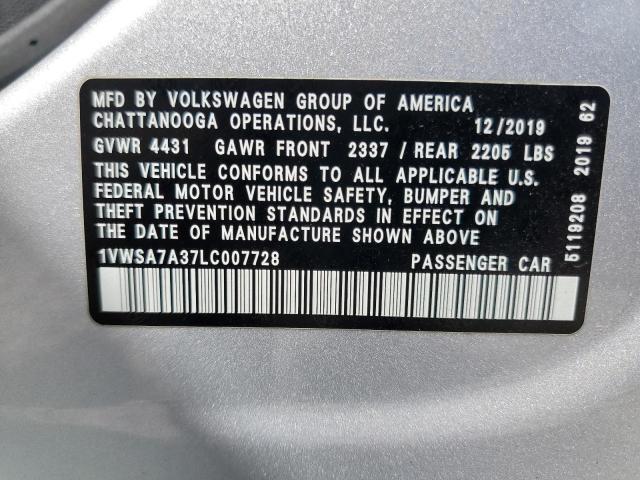 MFD BY VOLKSWAGEN GROUP OF AMERICA
CHATTANOOGA OPERATIONS, LLC. 12/2019
GVWR 4431 GAWR FRONT 2337 / REAR 2205 LBS
THIS VEHICLE CONFORMS TO ALL APPLICABLE U.S.
FEDERAL MOTOR VEHICLE SAFETY, BUMPER AND
THEFT PREVENTION STANDARDS IN EFFECT ON
THE DATE OF MANUFACTURE SHOWN ABOVE
1VWSA7A37LC007728 PASSENGER CAR
5119208 2019 62